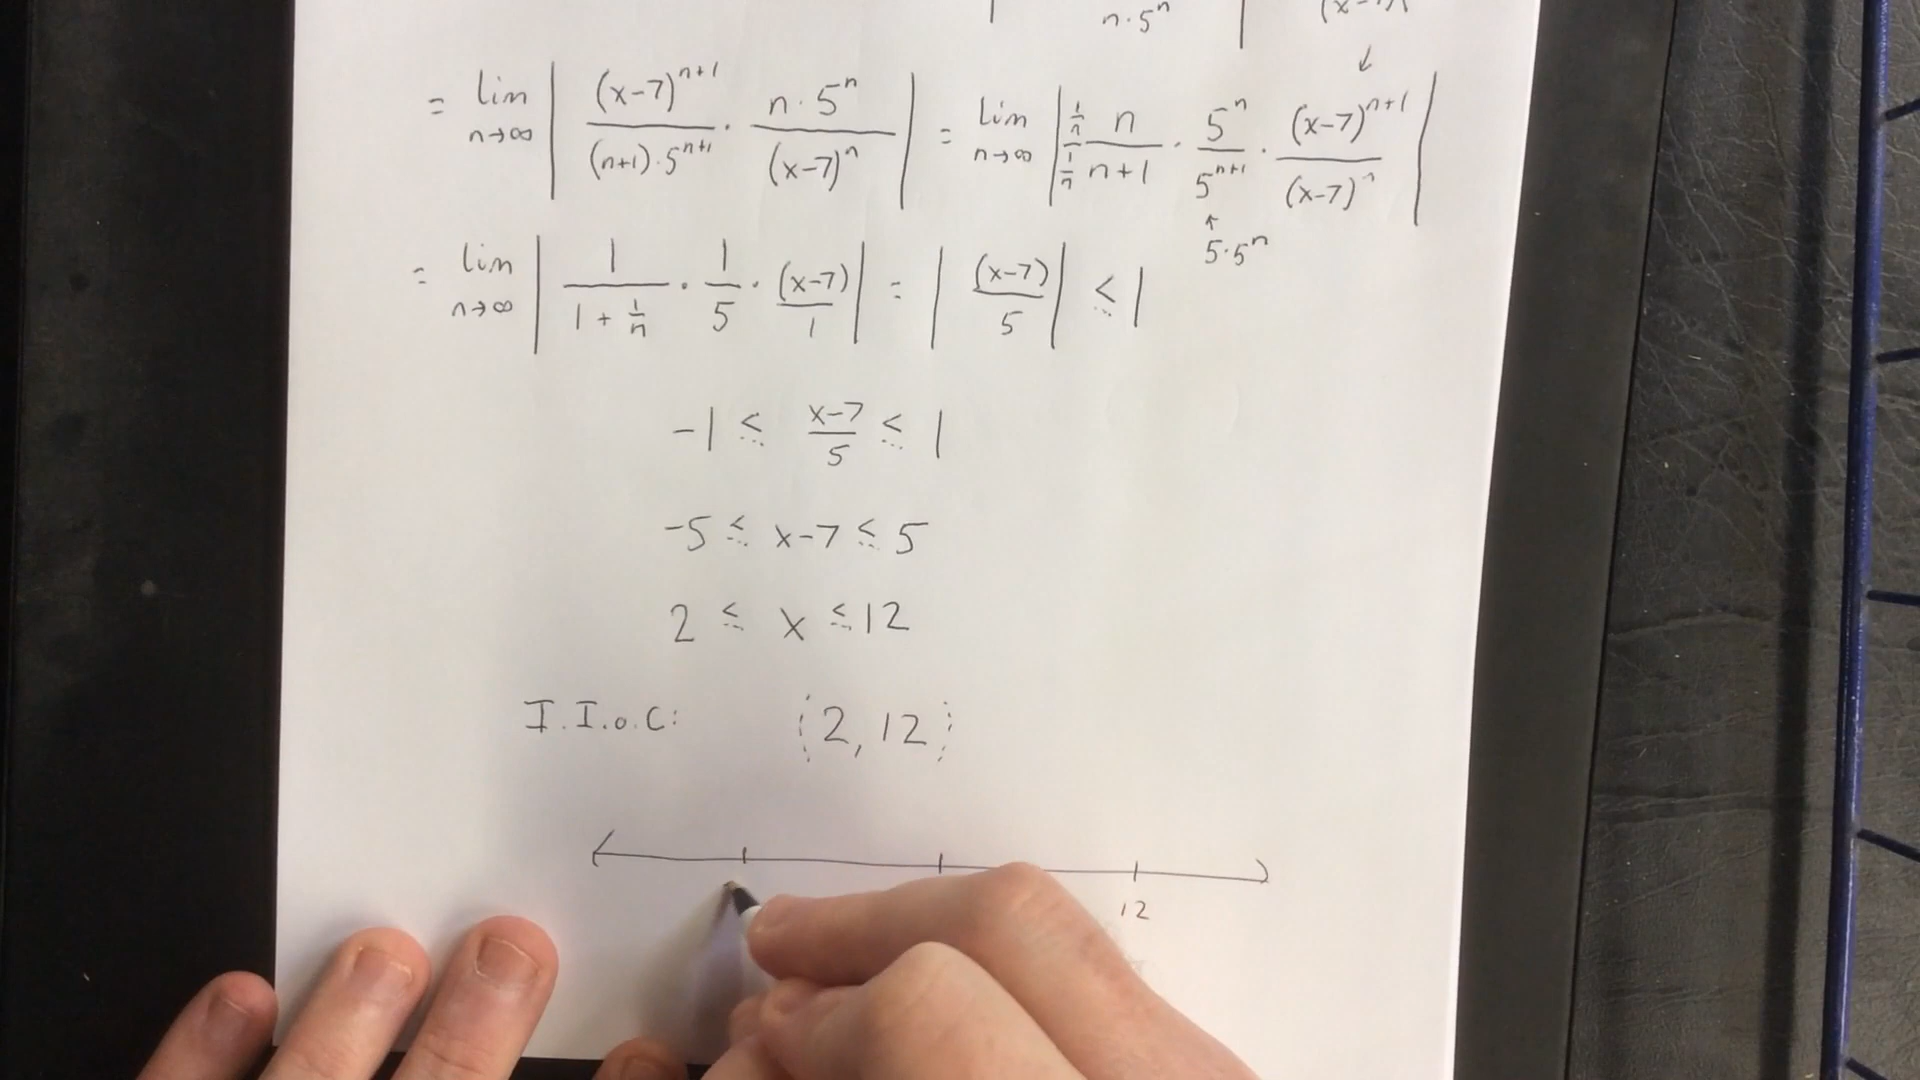 n·5ⁿ
= lim n→∞ | (x-7)ⁿ⁺¹ / (n+1)·5ⁿ⁺¹ · n·5ⁿ / (x-7)ⁿ | = lim n→∞ | 1/n / 1/n n / n+1 · 5ⁿ / 5ⁿ⁺¹ · (x-7)ⁿ⁺¹ / (x-7)ⁿ |
↑
5·5ⁿ
= lim n→∞ | 1 / 1 + 1/n · 1/5 · (x-7)/1 | = | (x-7)/5 | ≤ 1
-1 ≤ x-7/5 ≤ 1
-5 ≤ x-7 ≤ 5
2 ≤ x ≤ 12
I.I.o.C: (2, 12)
12